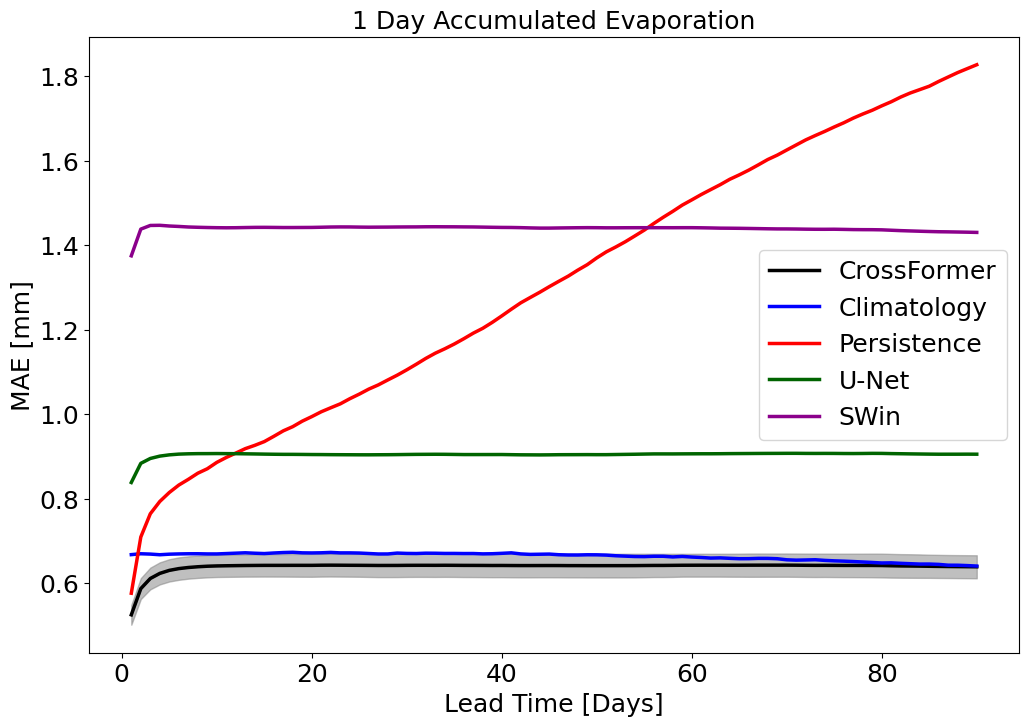 1 Day Accumulated Evaporation
MAE [mm]
1.8
1.6
1.4
1.2
1.0
0.8
0.6
CrossFormer
Climatology
Persistence
U-Net
SWin
0 20 40 60 80
Lead Time [Days]